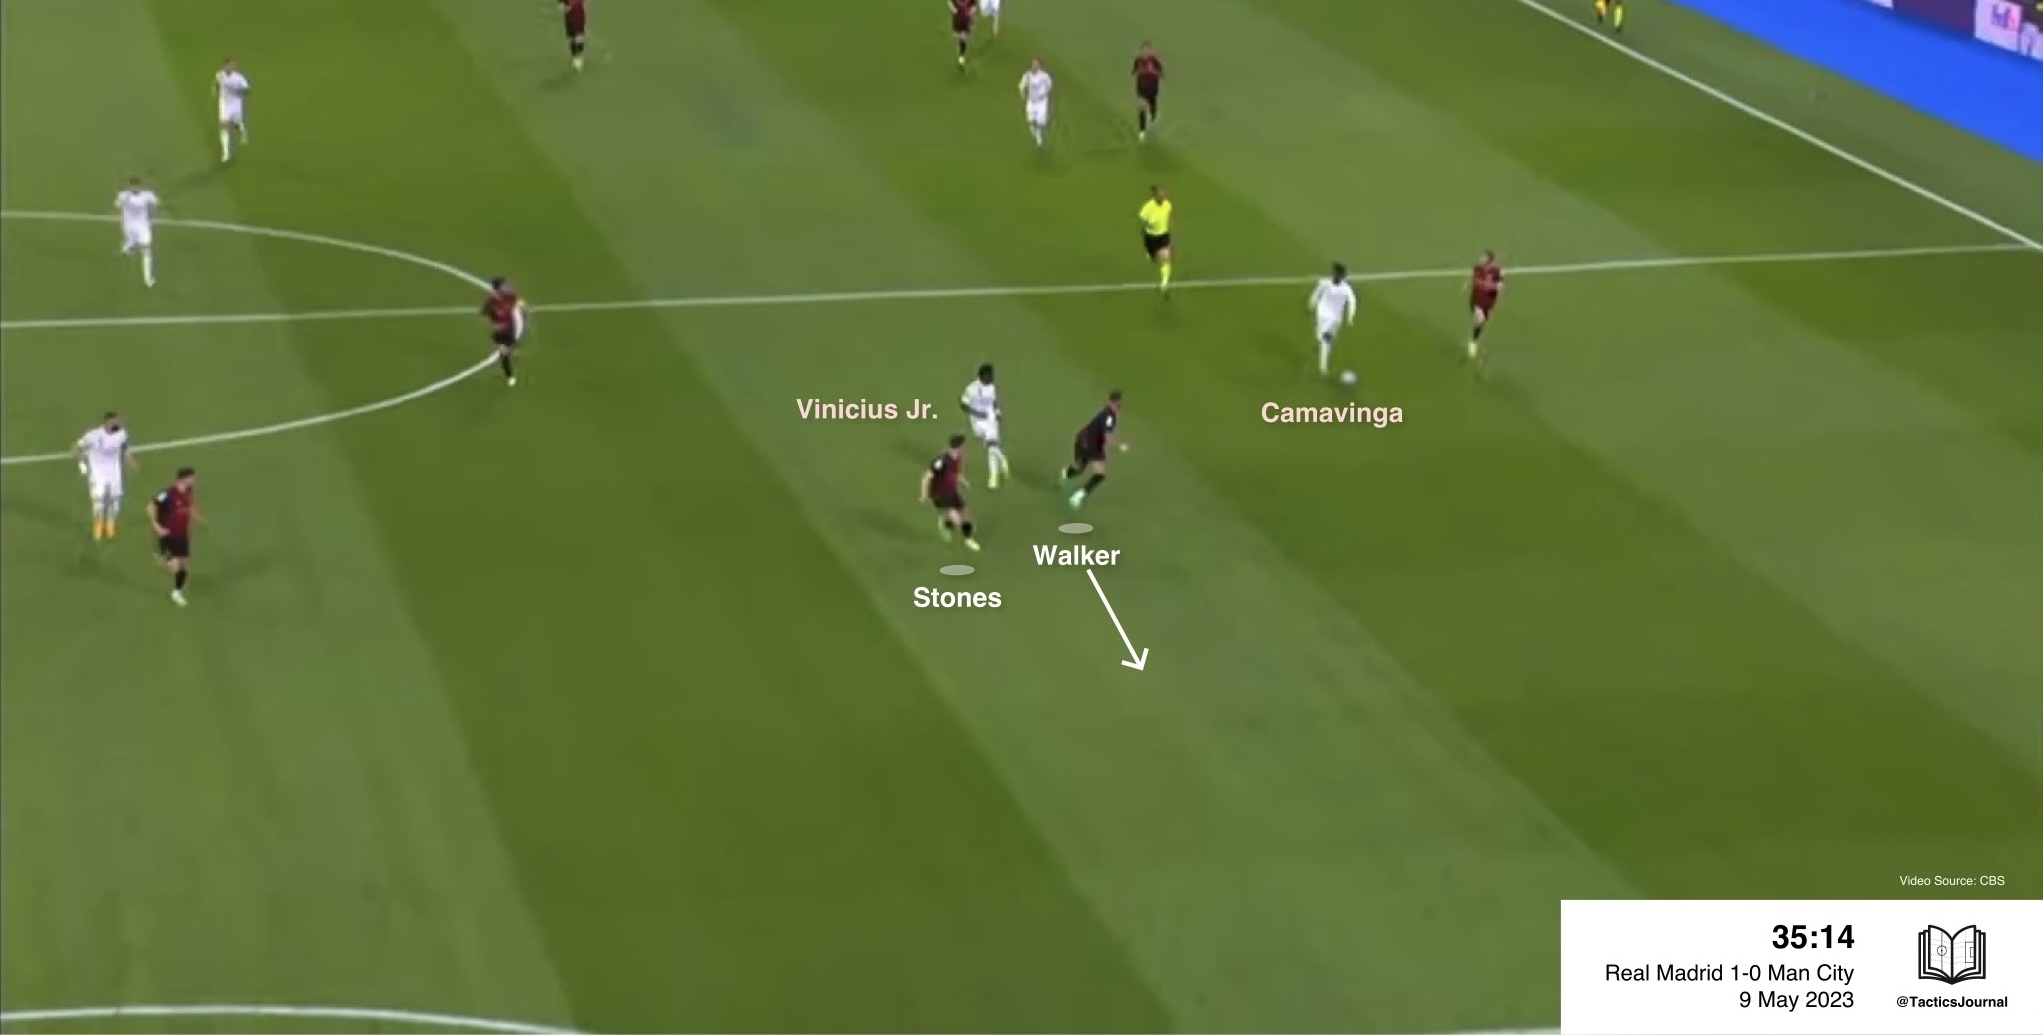 Vinicius Jr.
Camavinga
Walker
Stones
Video Source: CBS
35:14
Real Madrid 1-0 Man City
9 May 2023
@TacticsJournal